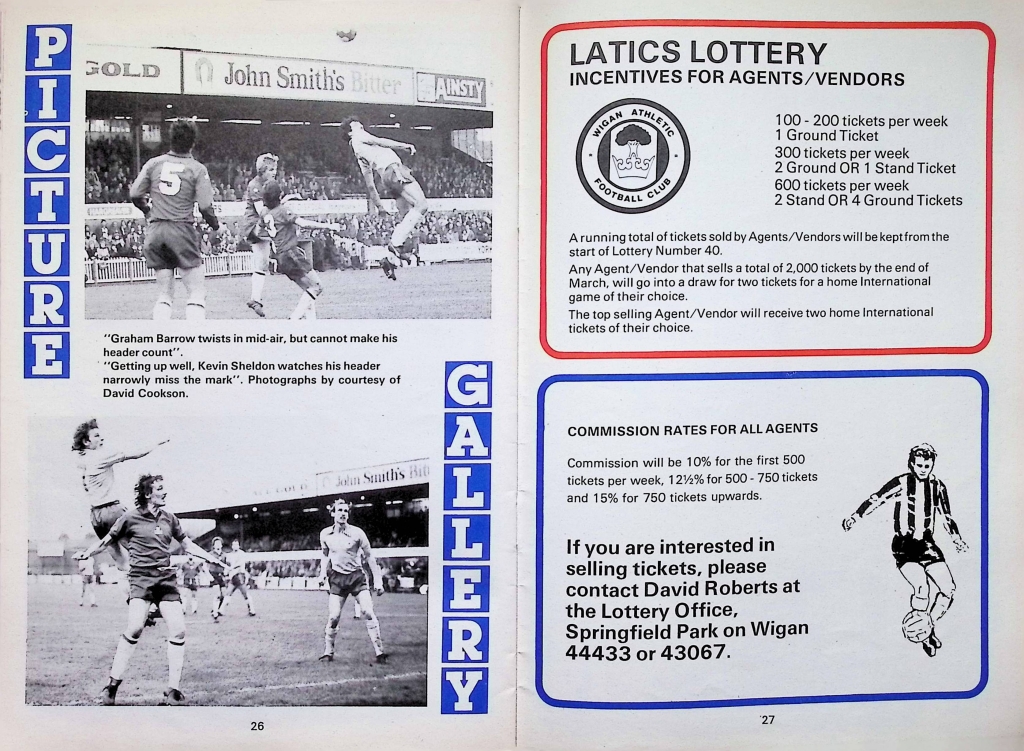 PICTURE
GOLD
John Smith's Bitter
AINSTY
5
"Graham Barrow twists in mid-air, but cannot make his
header count".
"Getting up well, Kevin Sheldon watches his header
narrowly miss the mark". Photographs by courtesy of
David Cookson.
GALLERY
John Smith's Bit
26
LATICS LOTTERY
INCENTIVES FOR AGENTS/VENDORS
WIGAN ATHLETIC
FOOTBALL CLUB
100 - 200 tickets per week
1 Ground Ticket
300 tickets per week
2 Ground OR 1 Stand Ticket
600 tickets per week
2 Stand OR 4 Ground Tickets
A running total of tickets sold by Agents/Vendors will be kept from the
start of Lottery Number 40.
Any Agent/Vendor that sells a total of 2,000 tickets by the end of
March, will go into a draw for two tickets for a home International
game of their choice.
The top selling Agent/Vendor will receive two home International
tickets of their choice.
COMMISSION RATES FOR ALL AGENTS
Commission will be 10% for the first 500
tickets per week, 12½% for 500 - 750 tickets
and 15% for 750 tickets upwards.
If you are interested in
selling tickets, please
contact David Roberts at
the Lottery Office,
Springfield Park on Wigan
44433 or 43067.
27